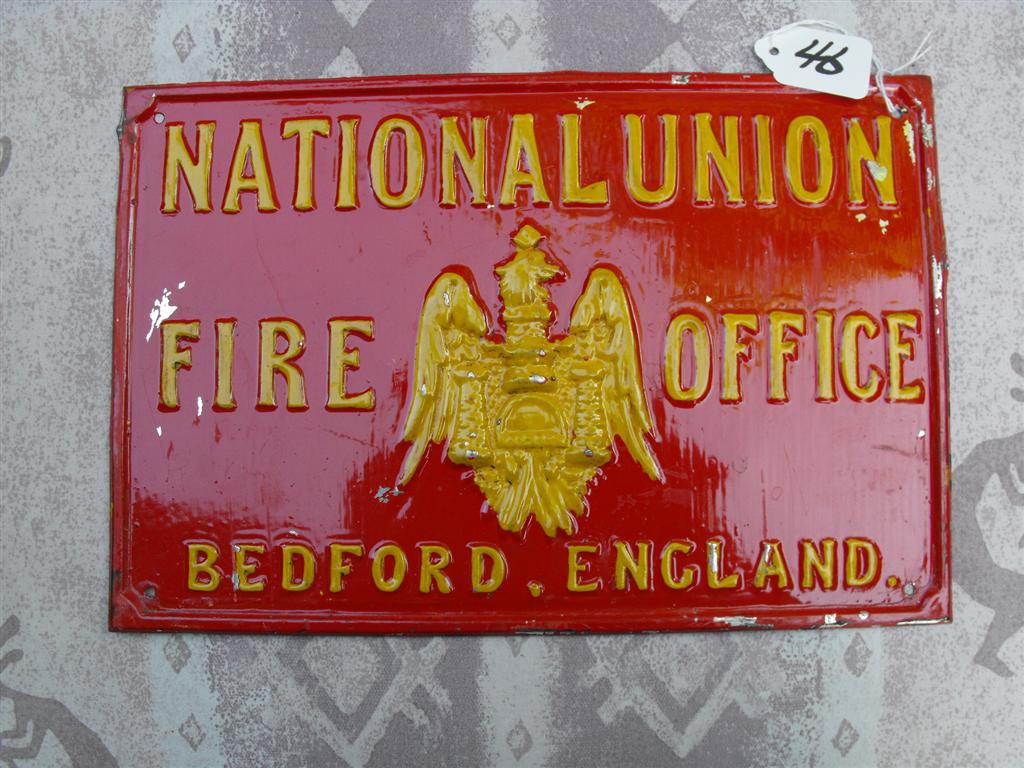 46
NATIONAL UNION
FIRE OFFICE
BEDFORD. ENGLAND.